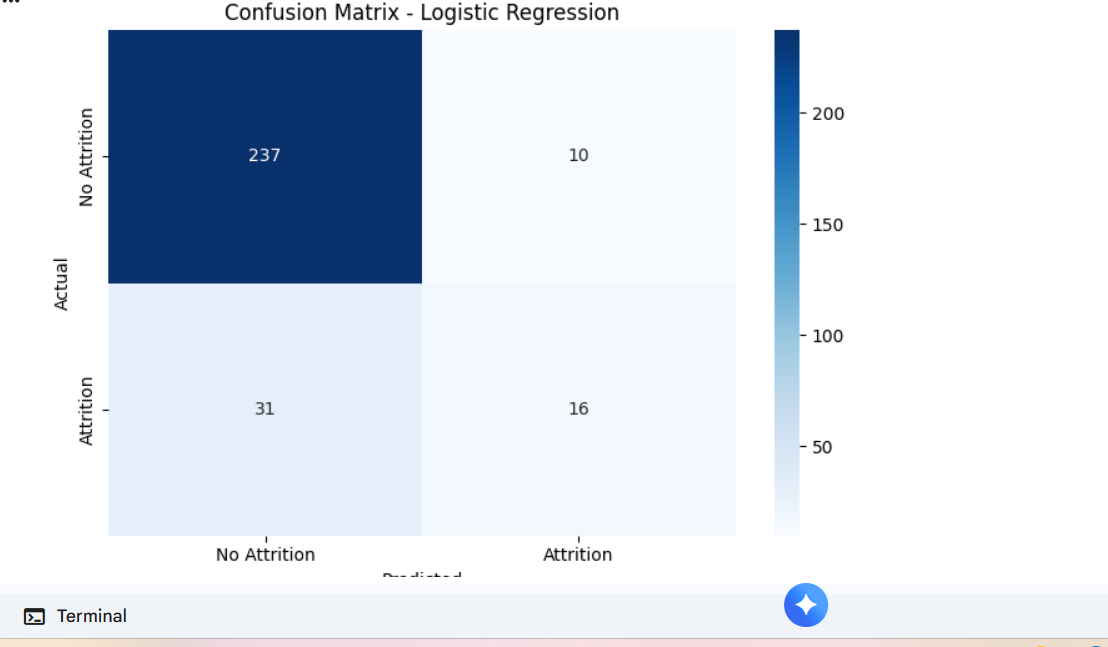 Confusion Matrix - Logistic Regression
No Attrition
Attrition
Actual
237
10
31
16
No Attrition
Attrition
Predicted
200
150
100
50
Terminal